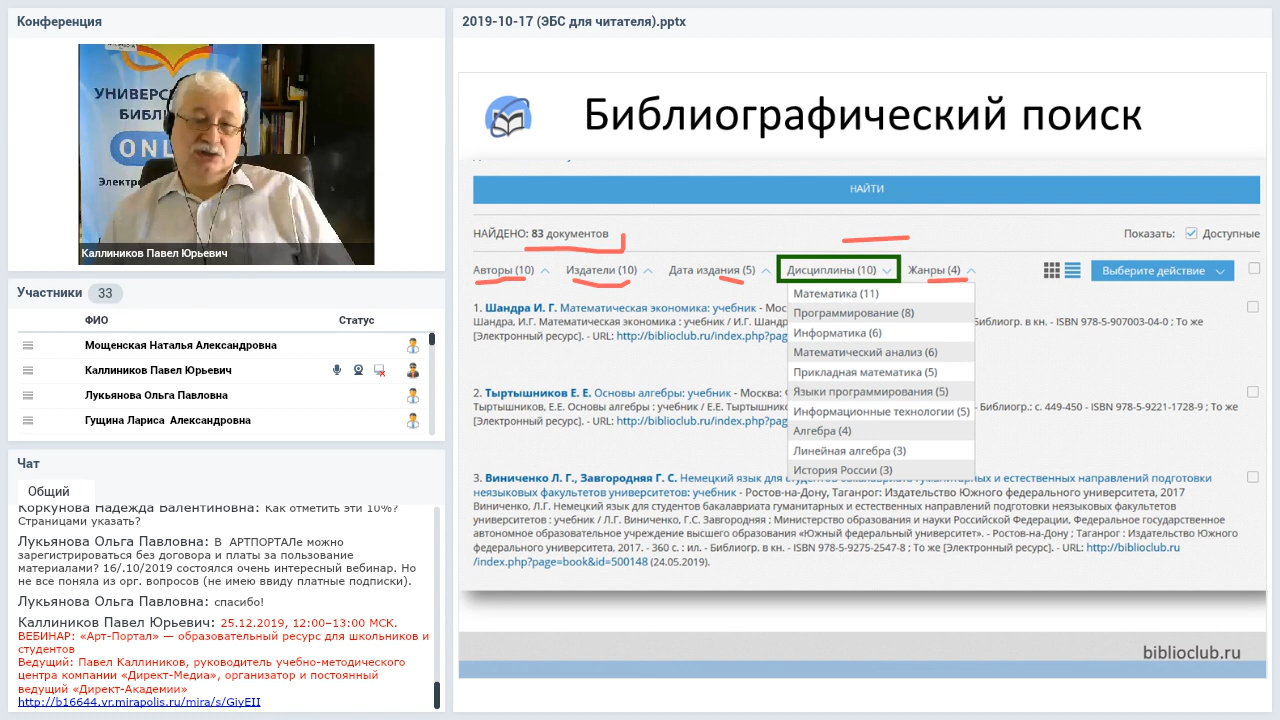 Конференция
УНИВЕРС
БИБЛ
ONL
Электро
Каллиников Павел Юрьевич
Участники 33
ФИО Статус
Мощенская Наталья Александровна
Каллиников Павел Юрьевич
Лукьянова Ольга Павловна
Гущина Лариса Александровна
Чат
Общий
Коркунова Надежда Валентиновна: Как отметить эти 10%?
Страницами указать?
Лукьянова Ольга Павловна: В АРТПОРТАЛе можно
зарегистрироваться без договора и платы за пользование
материалами? 16/.10/2019 состоялся очень интересный вебинар. Но
не все поняла из орг. вопросов (не имею ввиду платные подписки).
Лукьянова Ольга Павловна: спасибо!
Каллиников Павел Юрьевич: 25.12.2019, 12:00–13:00 МСК.
ВЕБИНАР: «Арт-Портал» — образовательный ресурс для школьников и
студентов
Ведущий: Павел Каллиников, руководитель учебно-методического
центра компании «Директ-Медиа», организатор и постоянный
ведущий «Директ-Академии»
http://b16644.vr.mirapolis.ru/mira/s/GiyEII
2019-10-17 (ЭБС для читателя).pptx
Библиографический поиск
НАЙТИ
НАЙДЕНО: 83 документов Показать: Доступные
Авторы (10) Издатели (10) Дата издания (5) Дисциплины (10) Жанры (4) Выберите действие
Математика (11)
Программирование (8)
Информатика (6)
Математический анализ (6)
Прикладная математика (5)
Языки программирования (5)
Информационные технологии (5)
Алгебра (4)
Линейная алгебра (3)
История России (3)
1. Шандра И. Г. Математическая экономика: учебник - Мос
Шандра, И.Г. Математическая экономика : учебник / И.Г. Шандр Библиогр. в кн. - ISBN 978-5-907003-04-0 ; То же
[Электронный ресурс]. - URL: http://biblioclub.ru/index.php?pag
2. Тыртышников Е. Е. Основы алгебры: учебник - Москва:
Тыртышников, Е.Е. Основы алгебры : учебник / Е.Е. Тыртышник - Библиогр.: с. 449-450 - ISBN 978-5-9221-1728-9 ; То же
[Электронный ресурс]. - URL: http://biblioclub.ru/index.php?pag
3. Виниченко Л. Г., Завгородняя Г. С. Немецкий язык для студентов бакалавриата гуманитарных и естественных направлений подготовки
неязыковых факультетов университетов: учебник - Ростов-на-Дону, Таганрог: Издательство Южного федерального университета, 2017
Виниченко, Л.Г. Немецкий язык для студентов бакалавриата гуманитарных и естественных направлений подготовки неязыковых факультетов
университетов : учебник / Л.Г. Виниченко, Г.С. Завгородняя ; Министерство образования и науки Российской Федерации, Федеральное государственное
автономное образовательное учреждение высшего образования «Южный федеральный университет». - Ростов-на-Дону ; Таганрог : Издательство Южного
федерального университета, 2017. - 360 с. : ил. - Библиогр. в кн. - ISBN 978-5-9275-2547-8 ; То же [Электронный ресурс]. - URL: http://biblioclub.ru
/index.php?page=book&id=500148 (24.05.2019).
biblioclub.ru